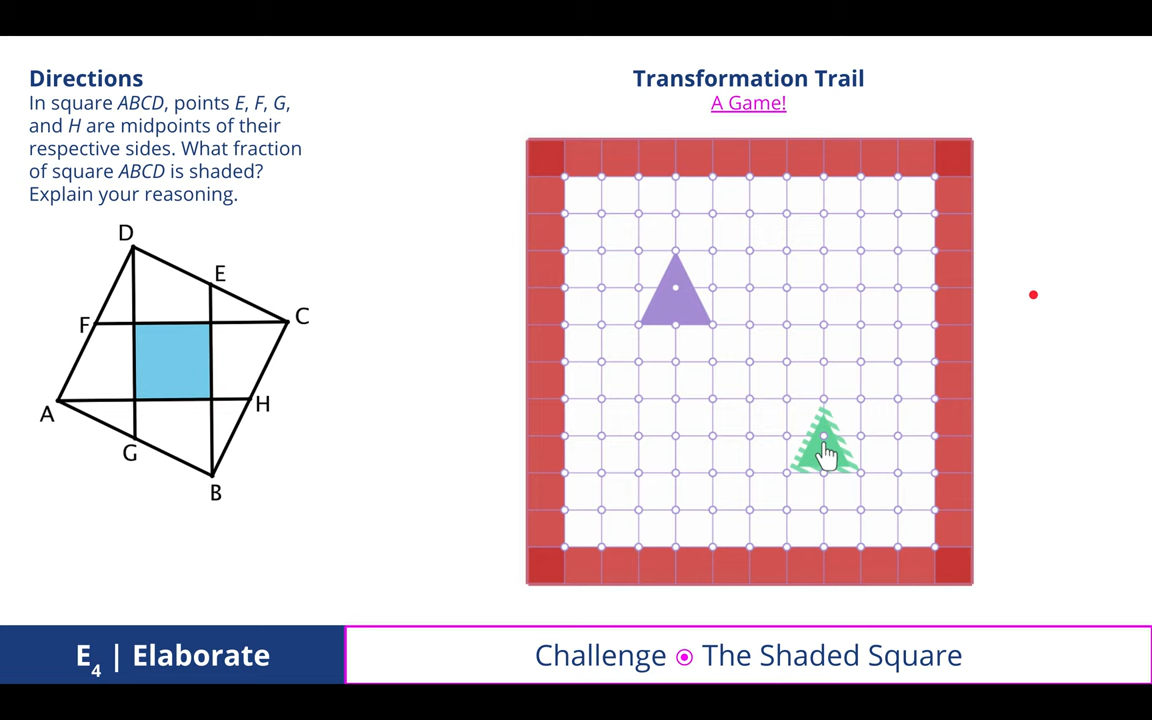 Directions
In square ABCD, points E, F, G,
and H are midpoints of their
respective sides. What fraction
of square ABCD is shaded?
Explain your reasoning.
D
E
C
F
A
H
G
B
Transformation Trail
A Game!
E4 | Elaborate
Challenge ⦿ The Shaded Square